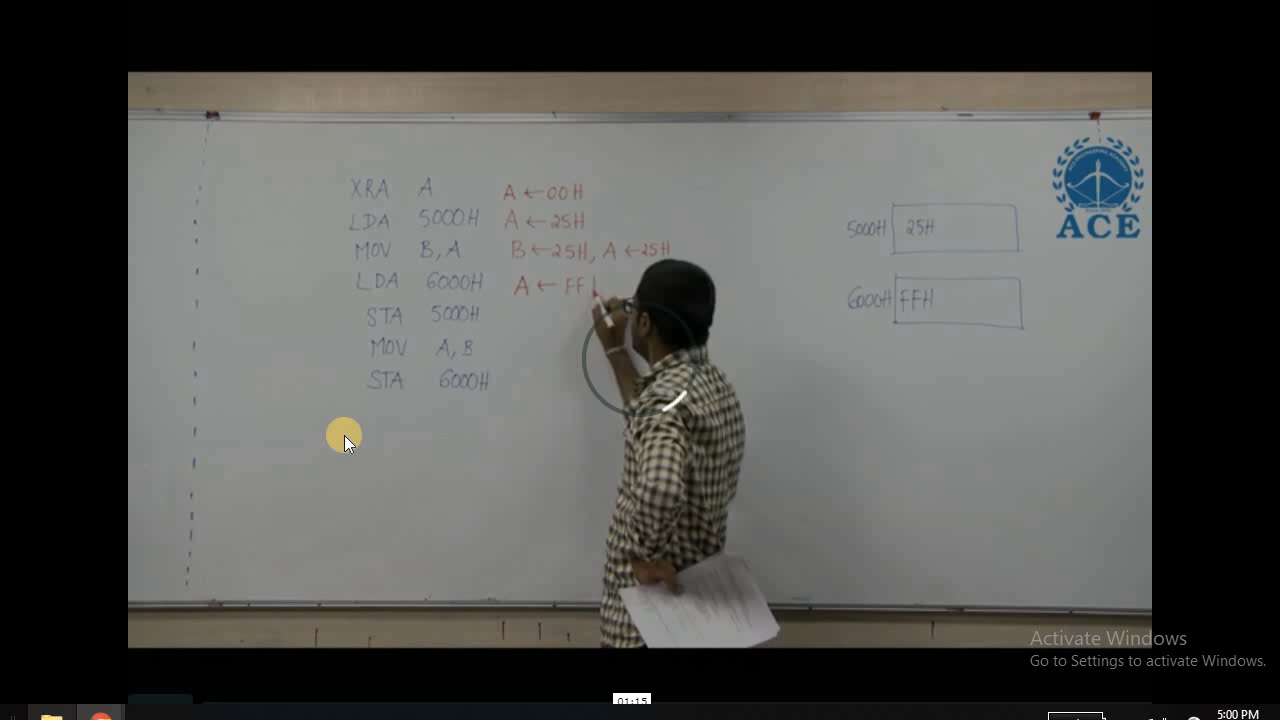 XRA A A ← 00H
LDA 5000H A ← 25H
MOV B, A B ← 25H, A ← 25H
LDA 6000H A ← FF
STA 5000H
MOV A, B
STA 6000H
5000H 25H
6000H FFH
ACE
Activate Windows
Go to Settings to activate Windows.
01:15
5:00 PM